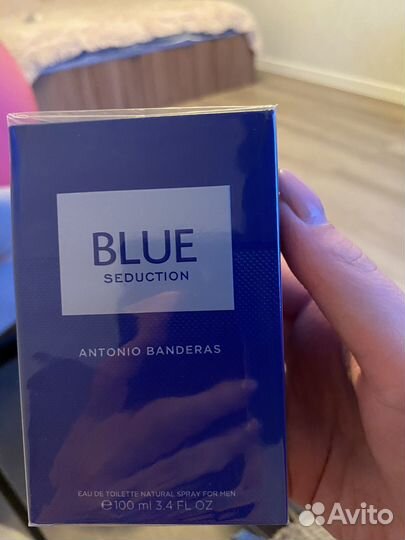 BLUE
SEDUCTION
ANTONIO BANDERAS
EAU DE TOILETTE NATURAL SPRAY FOR MEN
℮100 ml 3.4 FL OZ
Avito